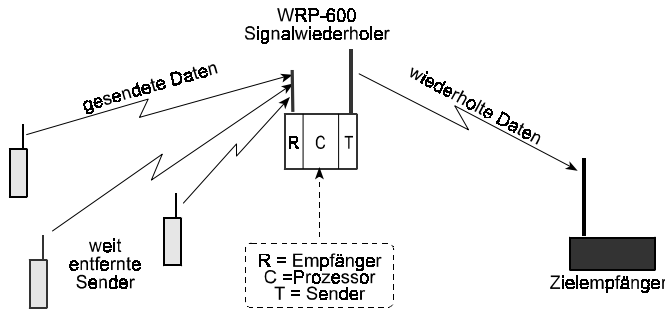 WRP-600
Signalwiederholer
gesendete Daten
wiederholte Daten
R C T
weit
entfernte
Sender
R = Empfänger
C =Prozessor
T = Sender
Zielempfänger